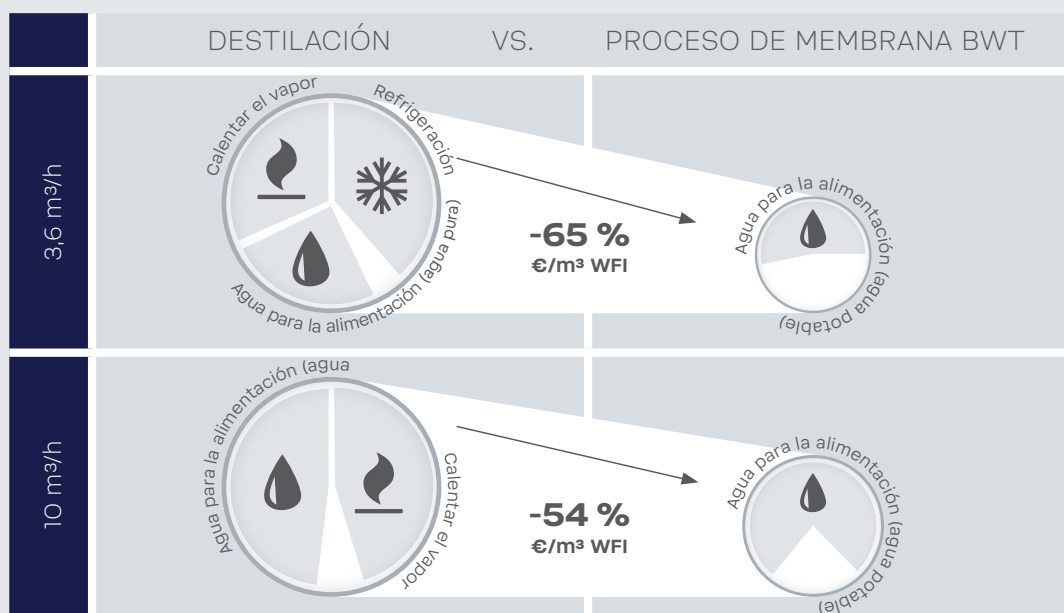 DESTILACIÓN VS. PROCESO DE MEMBRANA BWT
3,6 m³/h
Calentar el vapor
Refrigeración
Agua para la alimentación (agua pura)
-65 %
€/m³ WFI
Agua para la alimentación (agua potable)
10 m³/h
Agua para la alimentación (agua
Calentar el vapor
-54 %
€/m³ WFI
Agua para la alimentación (agua potable)